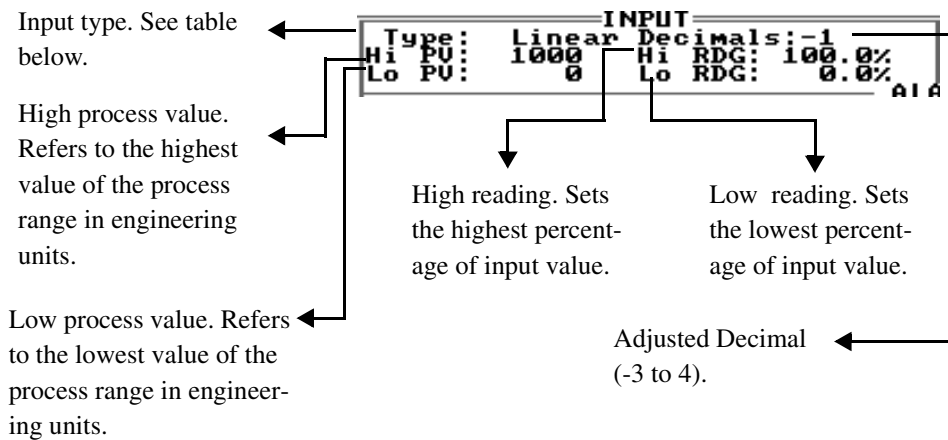 Input type. See table
below.
INPUT
Type: Linear Decimals:-1
Hi PV: 1000 Hi RDG: 100.0%
Lo PV: 0 Lo RDG: 0.0%
ALA
High process value.
Refers to the highest
value of the process
range in engineering
units.
High reading. Sets
the highest percent-
age of input value.
Low reading. Sets
the lowest percent-
age of input value.
Low process value. Refers
to the lowest value of the
process range in engineer-
ing units.
Adjusted Decimal
(-3 to 4).